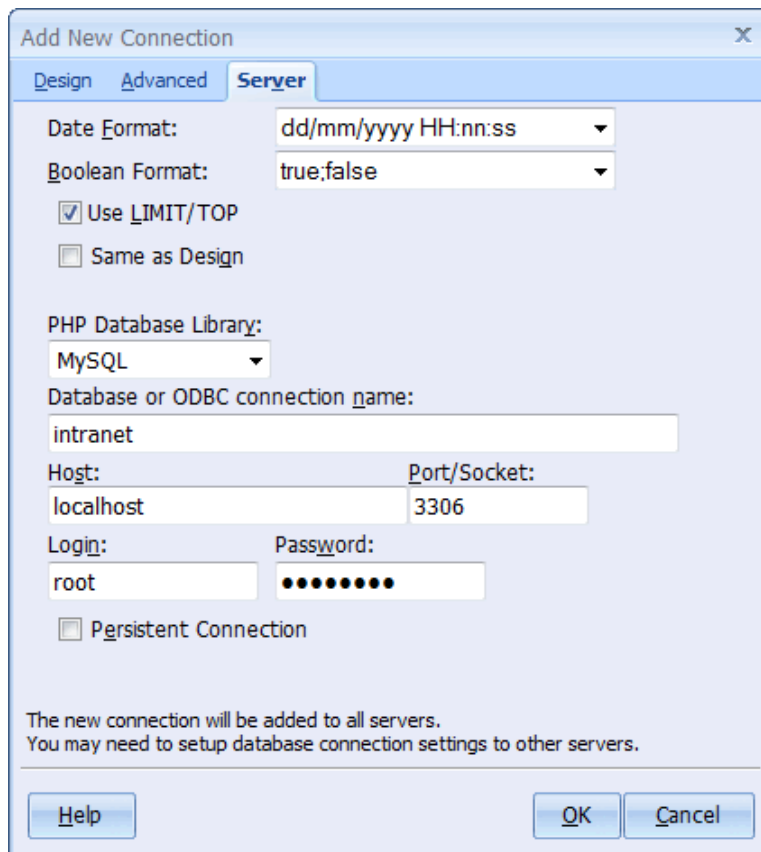 Add New Connection x
Design Advanced Server
Date Format: dd/mm/yyyy HH:nn:ss
Boolean Format: true;false
Use LIMIT/TOP
Same as Design
PHP Database Library:
MySQL
Database or ODBC connection name:
intranet
Host: Port/Socket:
localhost 3306
Login: Password:
root ●●●●●●●●
Persistent Connection
The new connection will be added to all servers.
You may need to setup database connection settings to other servers.
Help OK Cancel